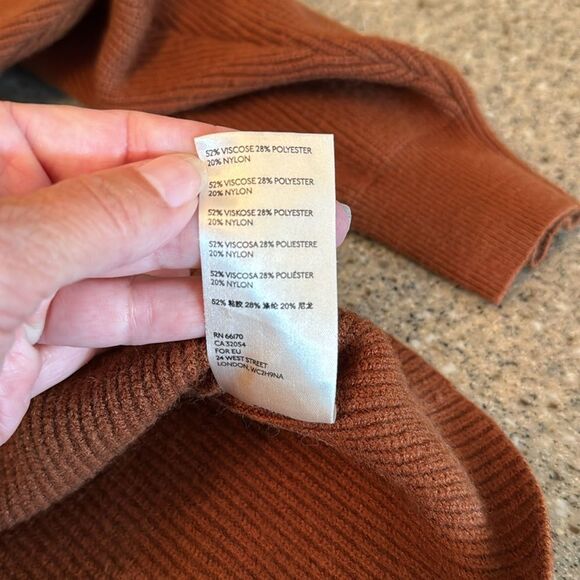 52% VISCOSE 28% POLYESTER
20% NYLON
52% VISCOSE 28% POLYESTER
20% NYLON
52% VISKOSE 28% POLYESTER
20% NYLON
52% VISCOSA 28% POLIESTERE
20% NYLON
52% VISCOSA 28% POLIÉSTER
20% NYLON
52% 粘胶 28% 涤纶 20% 尼龙
RN 66170
CA 32054
FOR EU
24 WEST STREET
LONDON, WC2H9NA